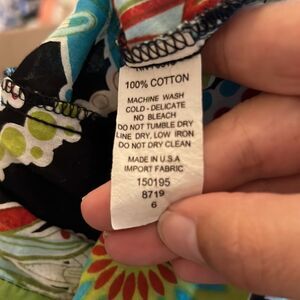 100% COTTON
MACHINE WASH
COLD - DELICATE
NO BLEACH
DO NOT TUMBLE DRY
LINE DRY, LOW IRON
DO NOT DRY CLEAN
MADE IN U.S.A
IMPORT FABRIC
150195
8719
6